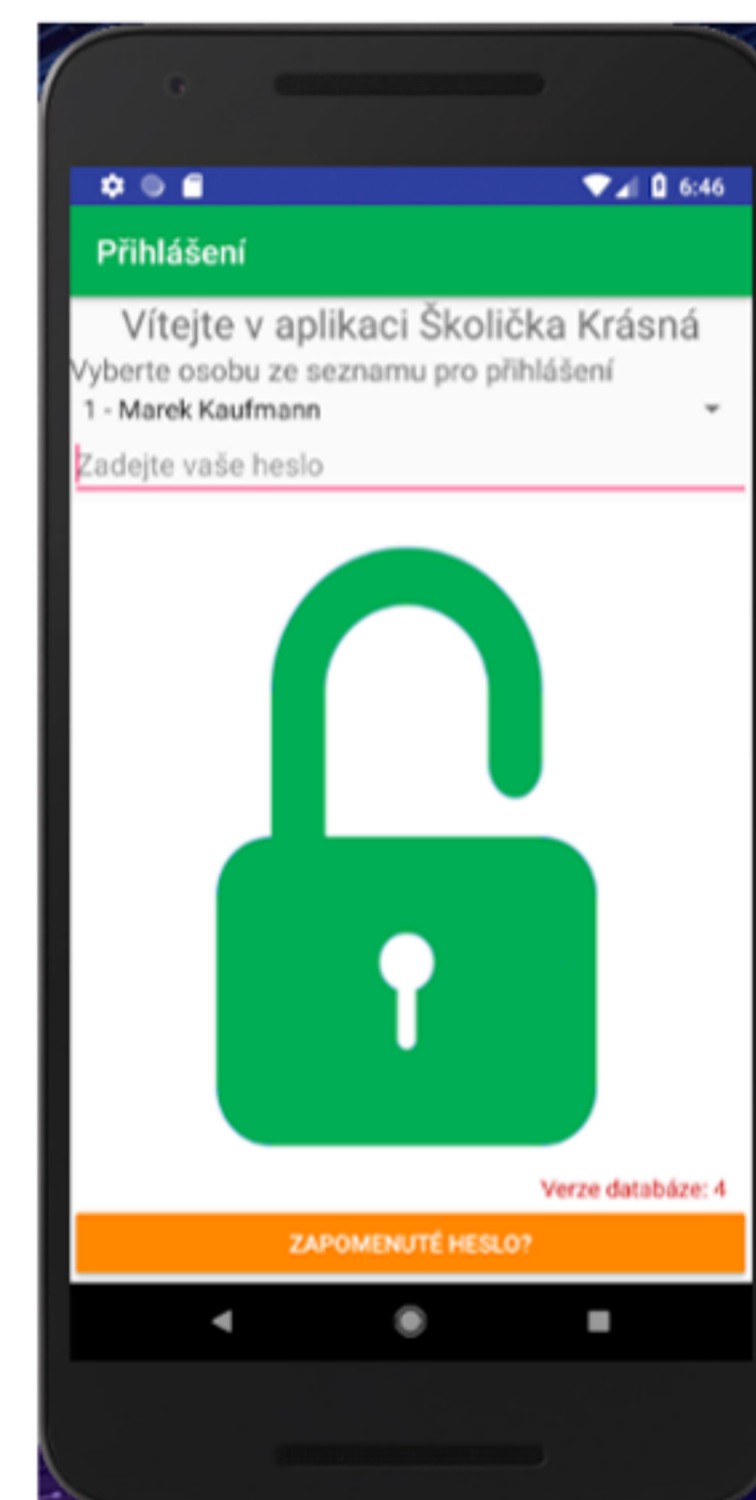 6:46
Přihlášení
Vítejte v aplikaci Školička Krásná
Vyberte osobu ze seznamu pro přihlášení
1 - Marek Kaufmann
Zadejte vaše heslo
Verze databáze: 4
ZAPOMENUTÉ HESLO?